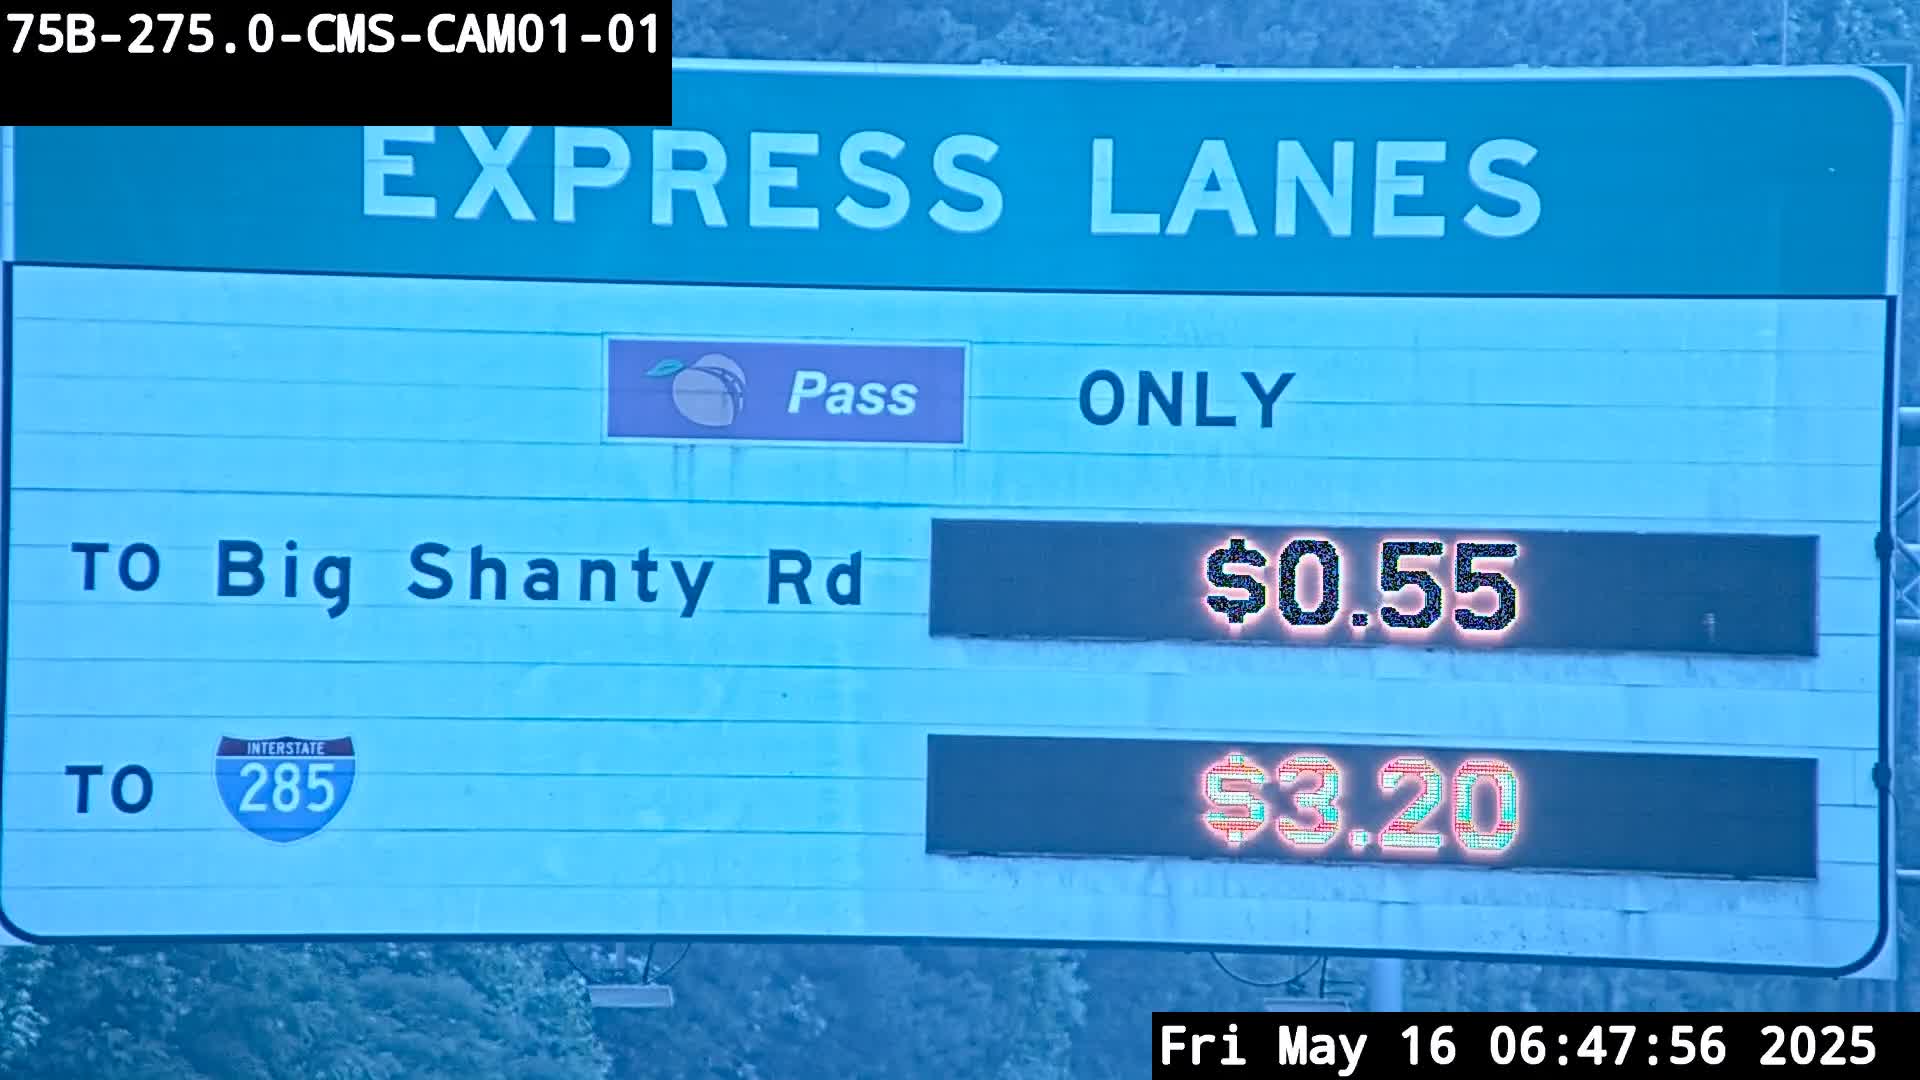 75B-275.0-CMS-CAM01-01
EXPRESS LANES
Pass ONLY
TO Big Shanty Rd $0.55
INTERSTATE
TO 285 $3.20
Fri May 16 06:47:56 2025